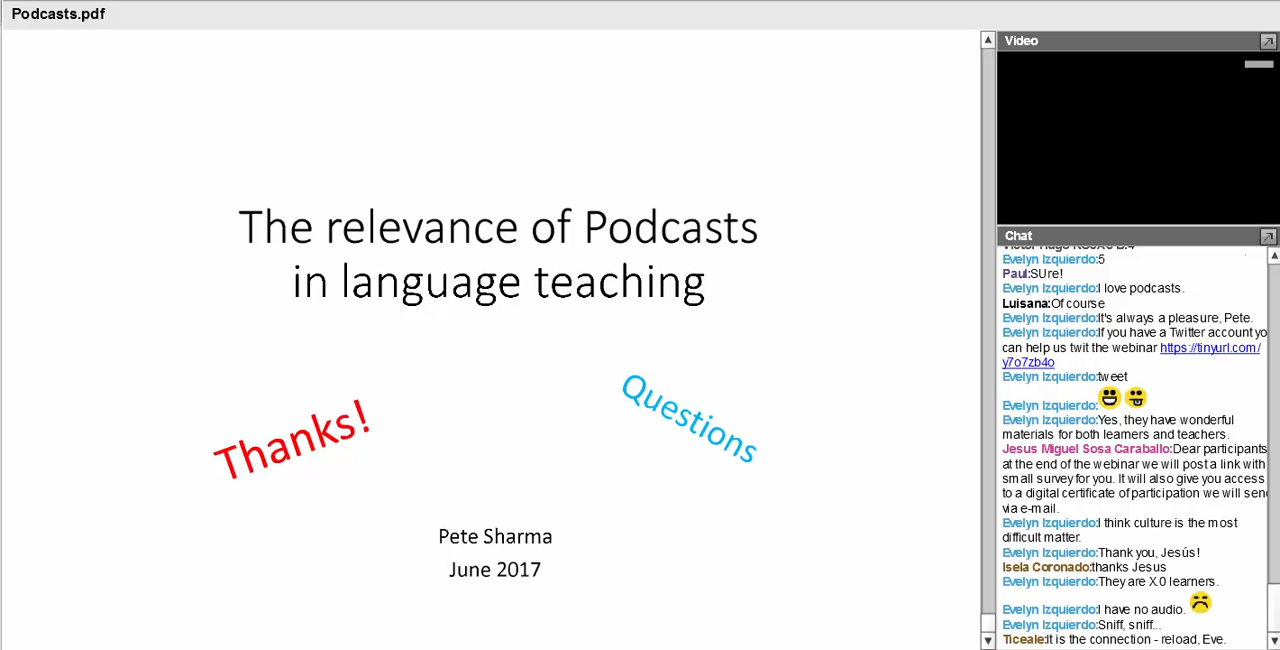 Podcasts.pdf
The relevance of Podcasts
in language teaching
Thanks!
Questions
Pete Sharma
June 2017
Video
Chat
Evelyn Izquierdo:5
Paul:SUre!
Evelyn Izquierdo:I love podcasts.
Luisana:Of course
Evelyn Izquierdo:It's always a pleasure, Pete.
Evelyn Izquierdo:If you have a Twitter account yo
can help us twit the webinar https://tinyurl.com/
y7o7zb4o
Evelyn Izquierdo:tweet
Evelyn Izquierdo:
Evelyn Izquierdo:Yes, they have wonderful
materials for both learners and teachers.
Jesus Miguel Sosa Caraballo:Dear participants
at the end of the webinar we will post a link with
small survey for you. It will also give you access
to a digital certificate of participation we will send
via e-mail.
Evelyn Izquierdo:I think culture is the most
difficult matter.
Evelyn Izquierdo:Thank you, Jesús!
Isela Coronado:thanks Jesus
Evelyn Izquierdo:They are X.0 learners.
Evelyn Izquierdo:I have no audio.
Evelyn Izquierdo:Sniff, sniff...
Ticeale:It is the connection - reload, Eve.